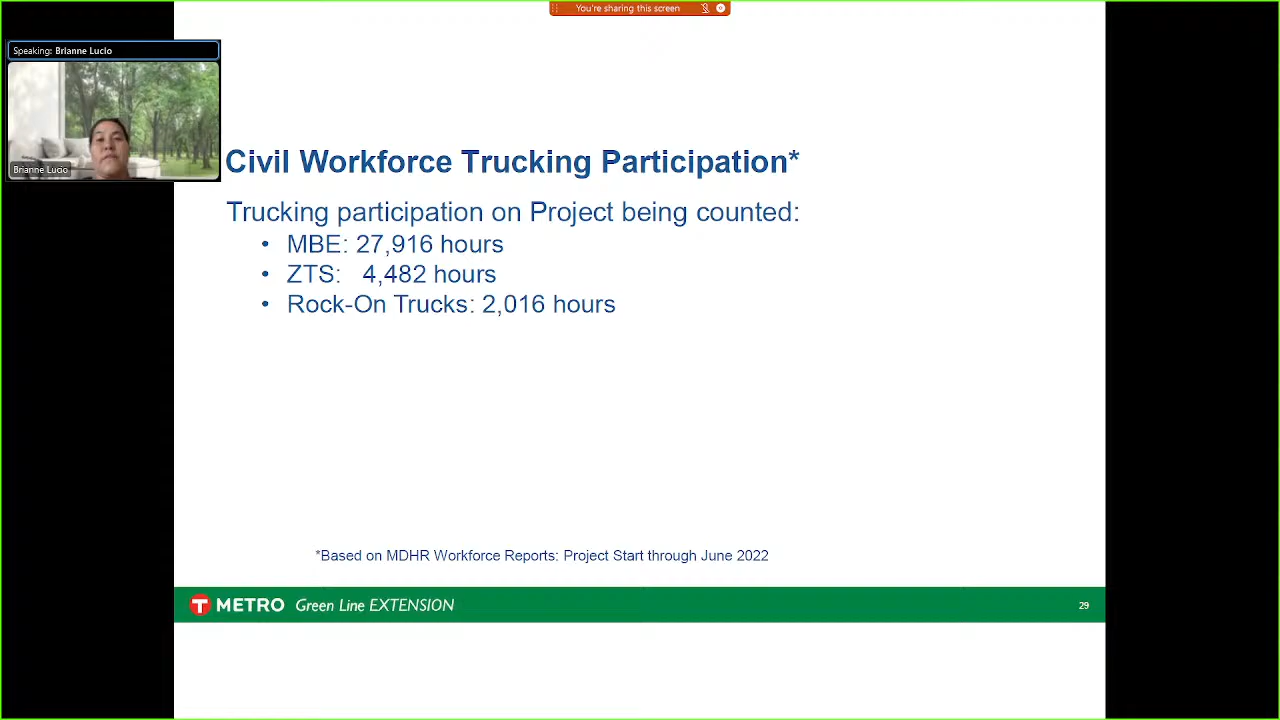 You're sharing this screen
Speaking: Brianne Lucio
Brianne Lucio
Civil Workforce Trucking Participation*
Trucking participation on Project being counted:
• MBE: 27,916 hours
• ZTS: 4,482 hours
• Rock-On Trucks: 2,016 hours
*Based on MDHR Workforce Reports: Project Start through June 2022
T METRO Green Line EXTENSION
29